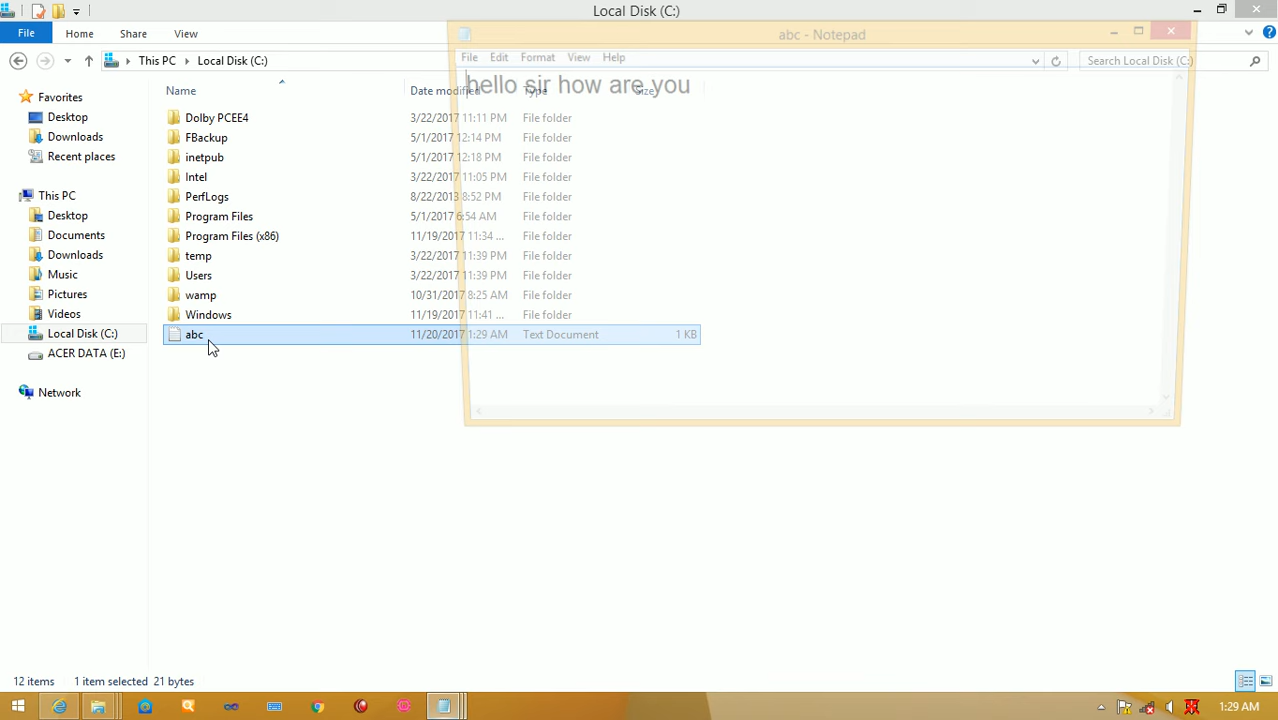 Local Disk (C:)
abc - Notepad
File Home Share View
File Edit Format View Help
This PC Local Disk (C:)
Search Local Disk (C:)
hello sir how are you
Name Date modified Type Size
Favorites
Desktop
Downloads
Recent places
This PC
Desktop
Documents
Downloads
Music
Pictures
Videos
Local Disk (C:)
ACER DATA (E:)
Network
Dolby PCEE4 3/22/2017 11:11 PM File folder
FBackup 5/1/2017 12:14 PM File folder
inetpub 5/1/2017 12:18 PM File folder
Intel 3/22/2017 11:05 PM File folder
PerfLogs 8/22/2013 8:52 PM File folder
Program Files 5/1/2017 6:54 AM File folder
Program Files (x86) 11/19/2017 11:34 ... File folder
temp 3/22/2017 11:39 PM File folder
Users 3/22/2017 11:39 PM File folder
wamp 10/31/2017 8:25 AM File folder
Windows 11/19/2017 11:41 ... File folder
abc 11/20/2017 1:29 AM Text Document 1 KB
12 items 1 item selected 21 bytes
1:29 AM